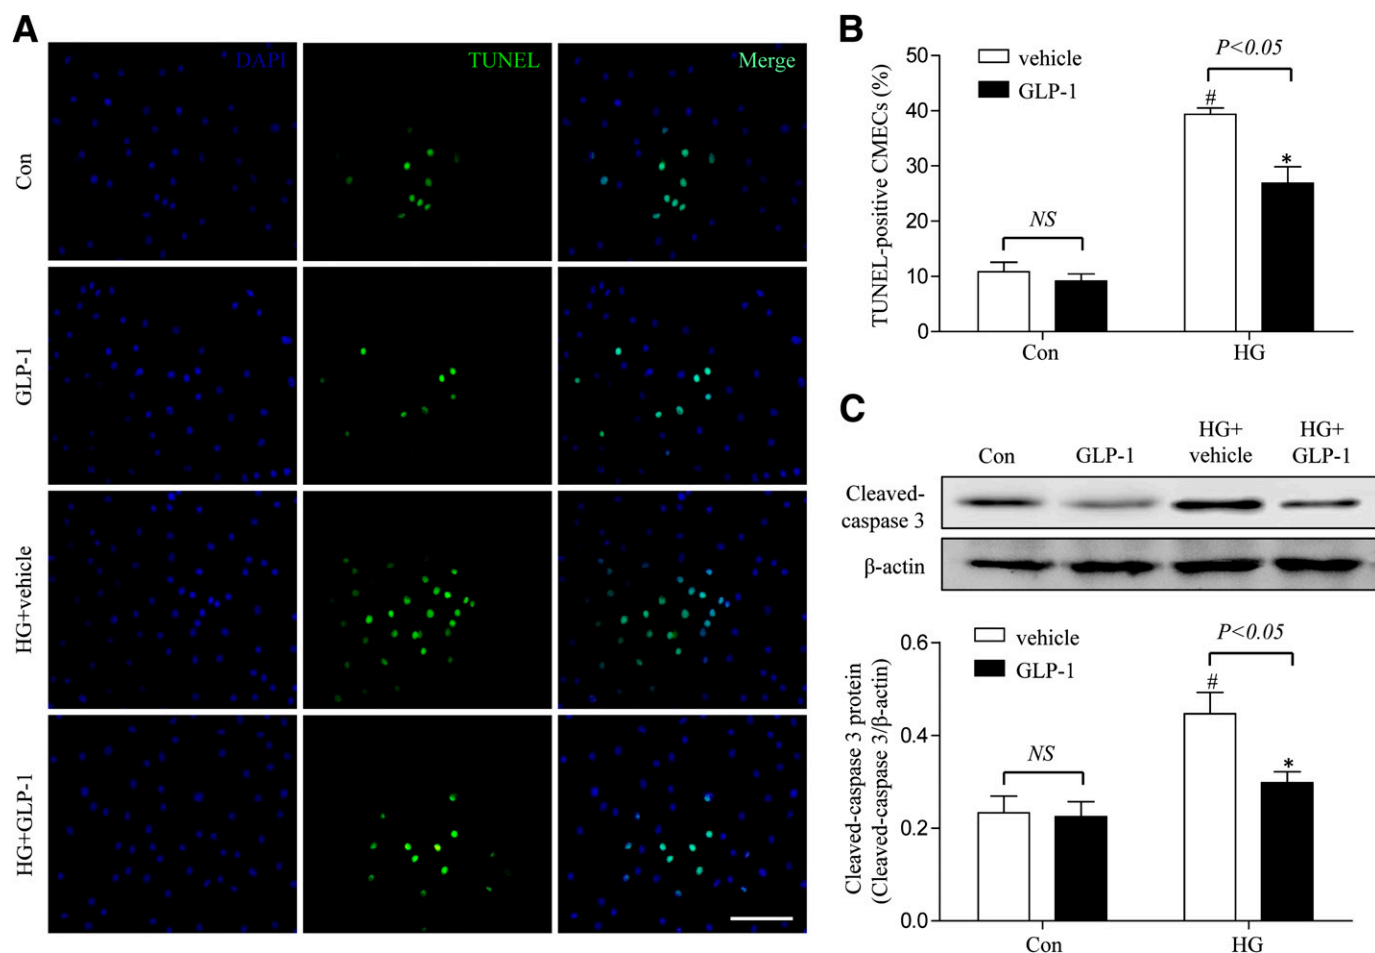 A
DAPI
TUNEL
Merge
Con
GLP-1
HG+vehicle
HG+GLP-1
B
TUNEL-positive CMECs (%)
50
40
30
20
10
0
vehicle
GLP-1
NS
P<0.05
#
*
Con
HG
C
Con
GLP-1
HG+
vehicle
HG+
GLP-1
Cleaved-
caspase 3
β-actin
Cleaved-caspase 3 protein
(Cleaved-caspase 3/β-actin)
0.6
0.4
0.2
0.0
vehicle
GLP-1
NS
P<0.05
#
*
Con
HG